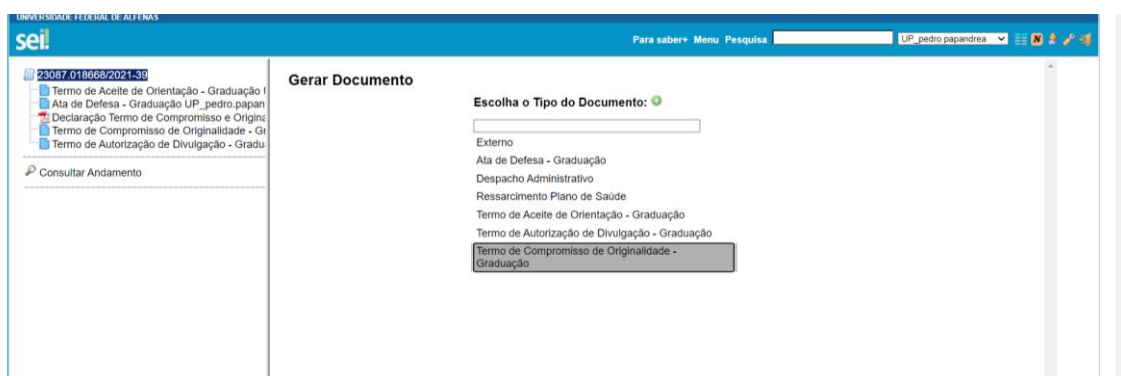 UNIVERSIDADE FEDERAL DE ALFENAS
sei!
Para saber+ Menu Pesquisa
UP_pedro papandrea
23087.018668/2021-39
Termo de Aceite de Orientação - Graduação
Ata de Defesa - Graduação UP_pedro.papan
Declaração Termo de Compromisso e Origina
Termo de Compromisso de Originalidade - Gr
Termo de Autorização de Divulgação - Gradu
Consultar Andamento
Gerar Documento
Escolha o Tipo do Documento:
Externo
Ata de Defesa - Graduação
Despacho Administrativo
Ressarcimento Plano de Saúde
Termo de Aceite de Orientação - Graduação
Termo de Autorização de Divulgação - Graduação
Termo de Compromisso de Originalidade -
Graduação